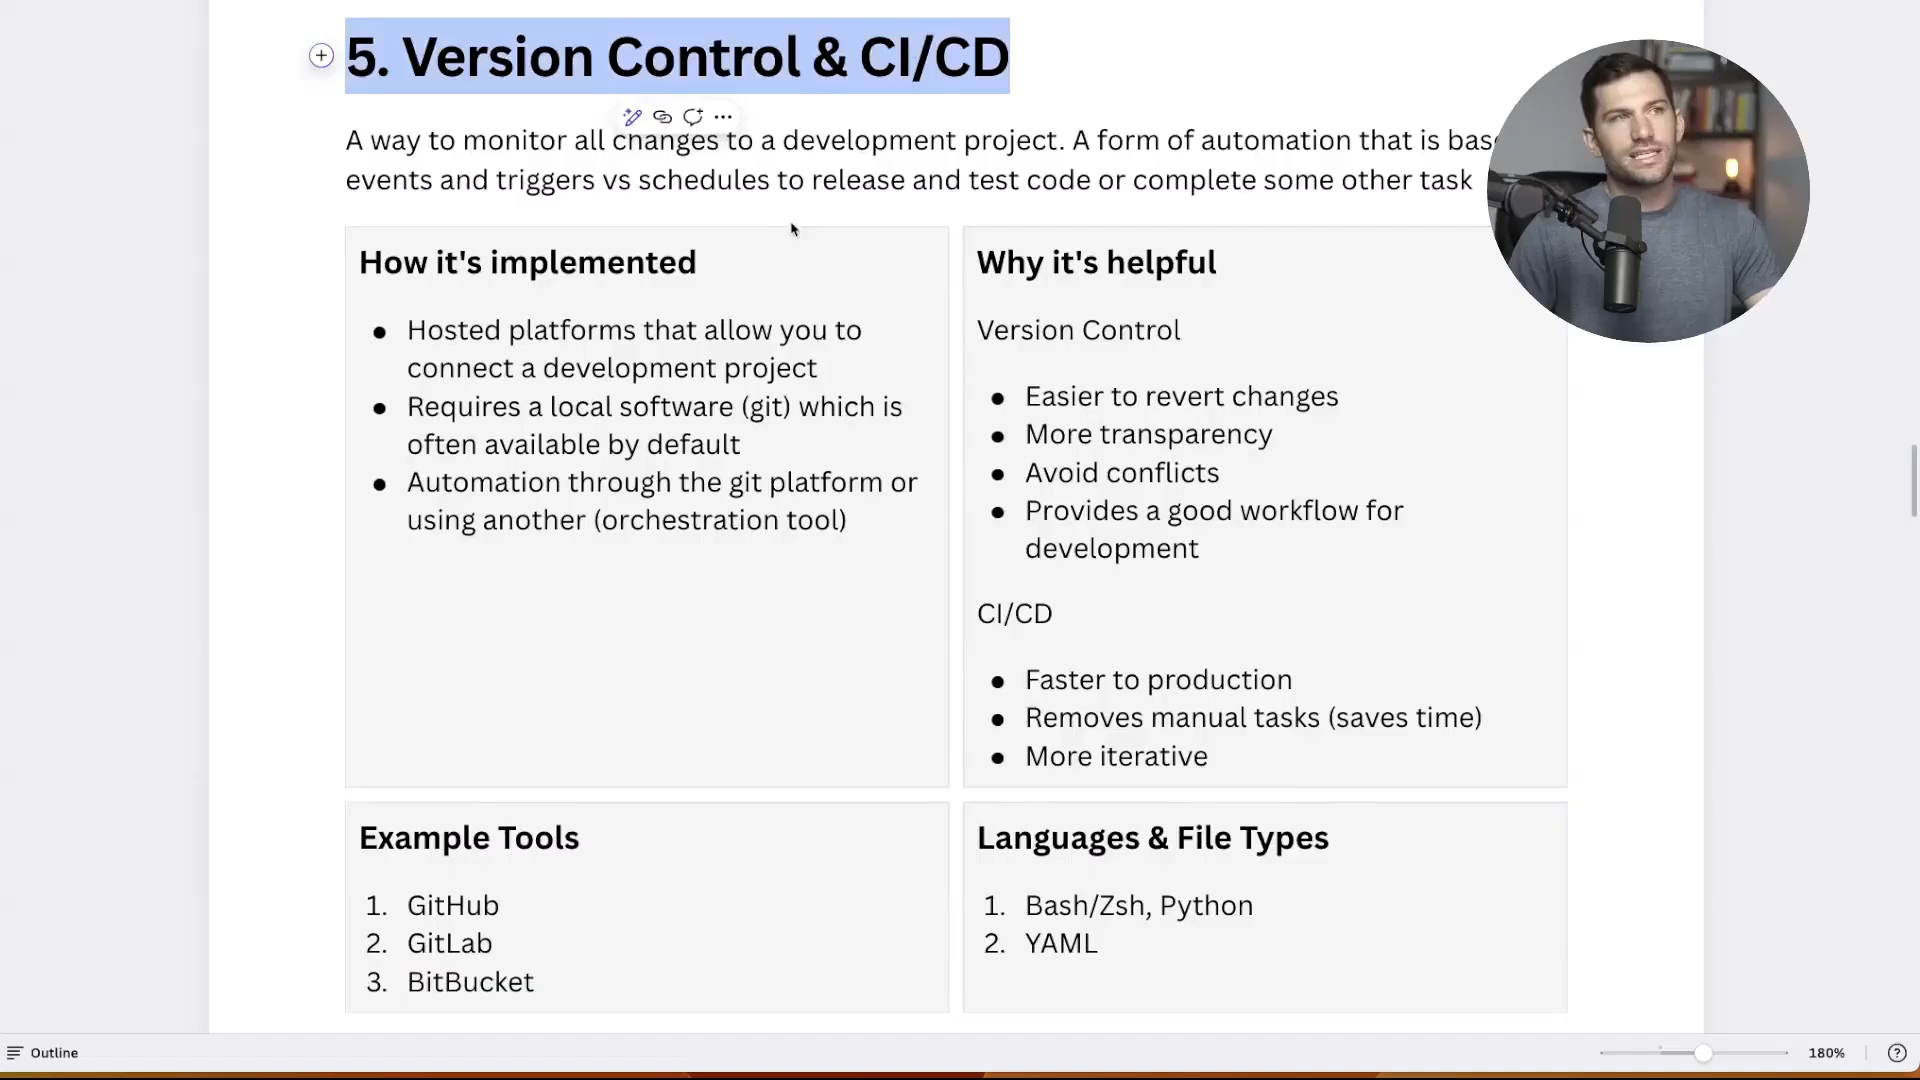 5. Version Control & CI/CD
A way to monitor all changes to a development project. A form of automation that is
events and triggers vs schedules to release and test code or complete some other task
How it's implemented
● Hosted platforms that allow you to
connect a development project
● Requires a local software (git) which is
often available by default
● Automation through the git platform or
using another (orchestration tool)
Why it's helpful
Version Control
● Easier to revert changes
● More transparency
● Avoid conflicts
● Provides a good workflow for
development
CI/CD
● Faster to production
● Removes manual tasks (saves time)
● More iterative
Example Tools
1. GitHub
2. GitLab
3. BitBucket
Languages & File Types
1. Bash/Zsh, Python
2. YAML
Outline
180%